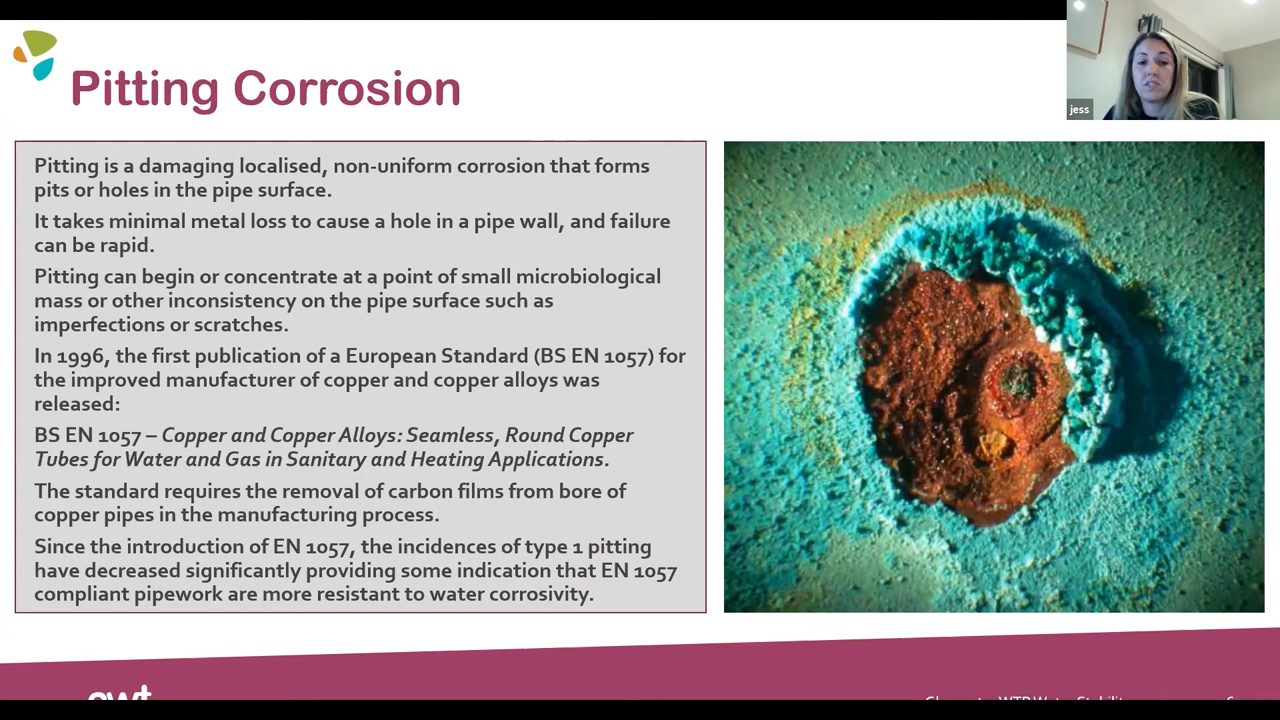 Pitting Corrosion
jess
Pitting is a damaging localised, non-uniform corrosion that forms
pits or holes in the pipe surface.
It takes minimal metal loss to cause a hole in a pipe wall, and failure
can be rapid.
Pitting can begin or concentrate at a point of small microbiological
mass or other inconsistency on the pipe surface such as
imperfections or scratches.
In 1996, the first publication of a European Standard (BS EN 1057) for
the improved manufacturer of copper and copper alloys was
released:
BS EN 1057 – Copper and Copper Alloys: Seamless, Round Copper
Tubes for Water and Gas in Sanitary and Heating Applications.
The standard requires the removal of carbon films from bore of
copper pipes in the manufacturing process.
Since the introduction of EN 1057, the incidences of type 1 pitting
have decreased significantly providing some indication that EN 1057
compliant pipework are more resistant to water corrosivity.